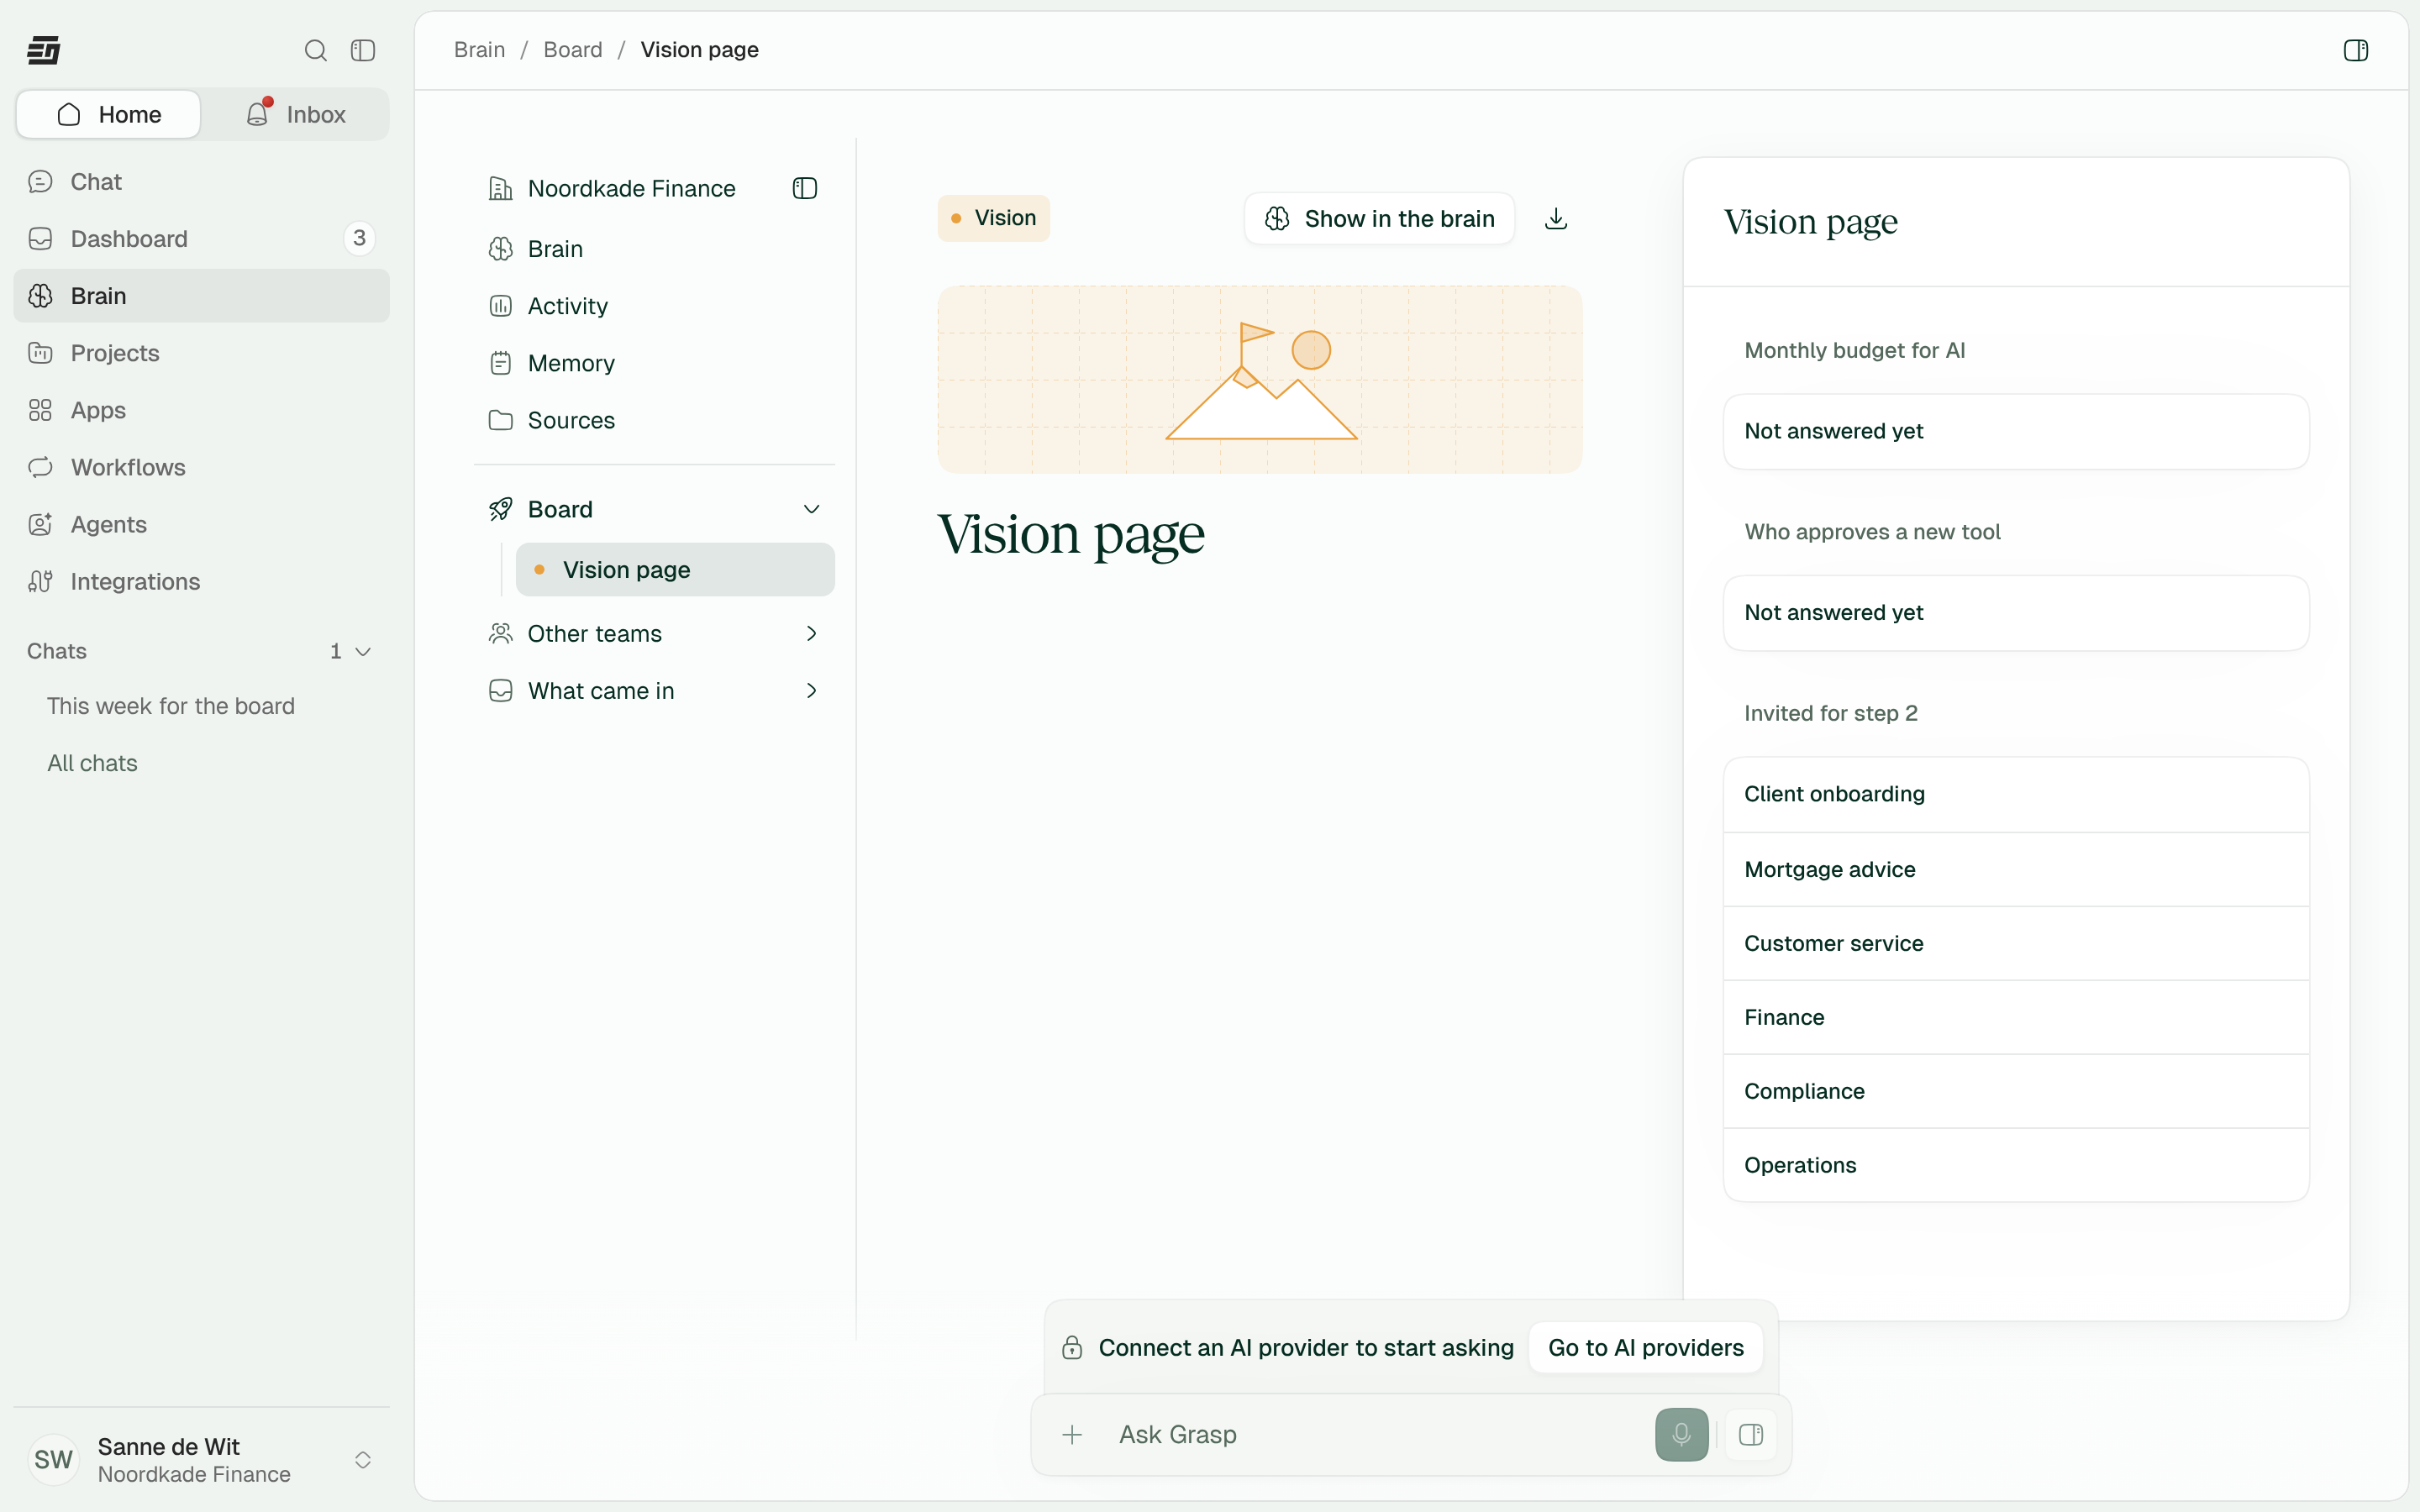 Home
Inbox
Chat
Dashboard
3
Brain
Projects
Apps
Workflows
Agents
Integrations
Chats
1
This week for the board
All chats
SW
Sanne de Wit
Noordkade Finance
Brain / Board / Vision page
Noordkade Finance
Brain
Activity
Memory
Sources
Board
Vision page
Other teams
What came in
Vision
Show in the brain
Vision page
Vision page
Monthly budget for AI
Not answered yet
Who approves a new tool
Not answered yet
Invited for step 2
Client onboarding
Mortgage advice
Customer service
Finance
Compliance
Operations
Connect an AI provider to start asking
Go to AI providers
Ask Grasp